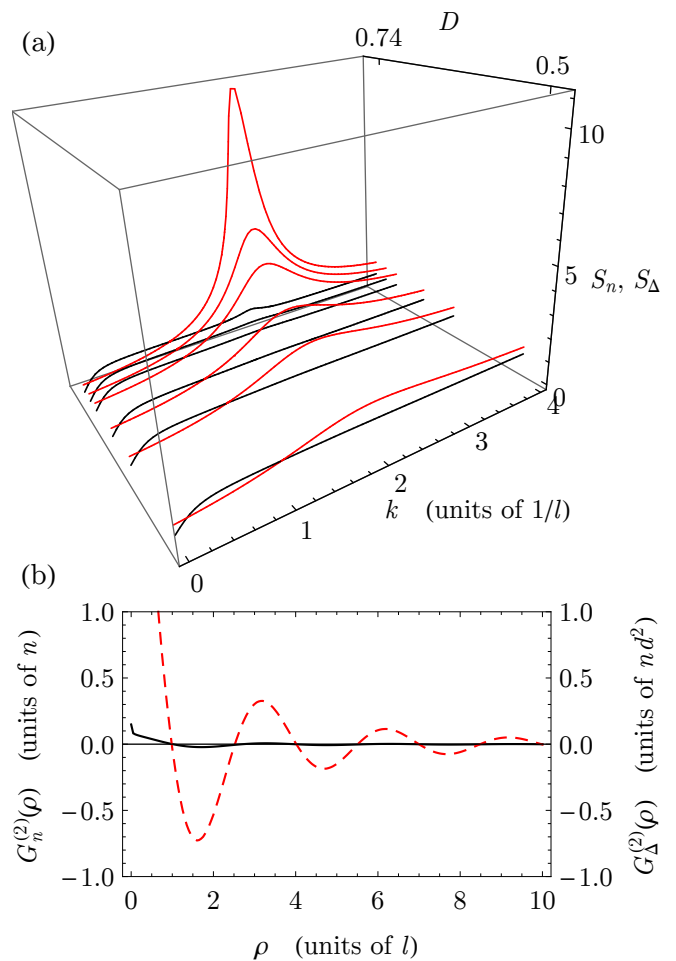 (a)
D
0.74
0.5
10
5
S_n, S_Δ
0
4
3
2
k (units of 1/l)
1
0
(b)
1.0
0.5
0.0
−0.5
−1.0
G_n^{(2)}(ρ) (units of n)
1.0
0.5
0.0
−0.5
−1.0
G_Δ^{(2)}(ρ) (units of nd²)
0 2 4 6 8 10
ρ (units of l)